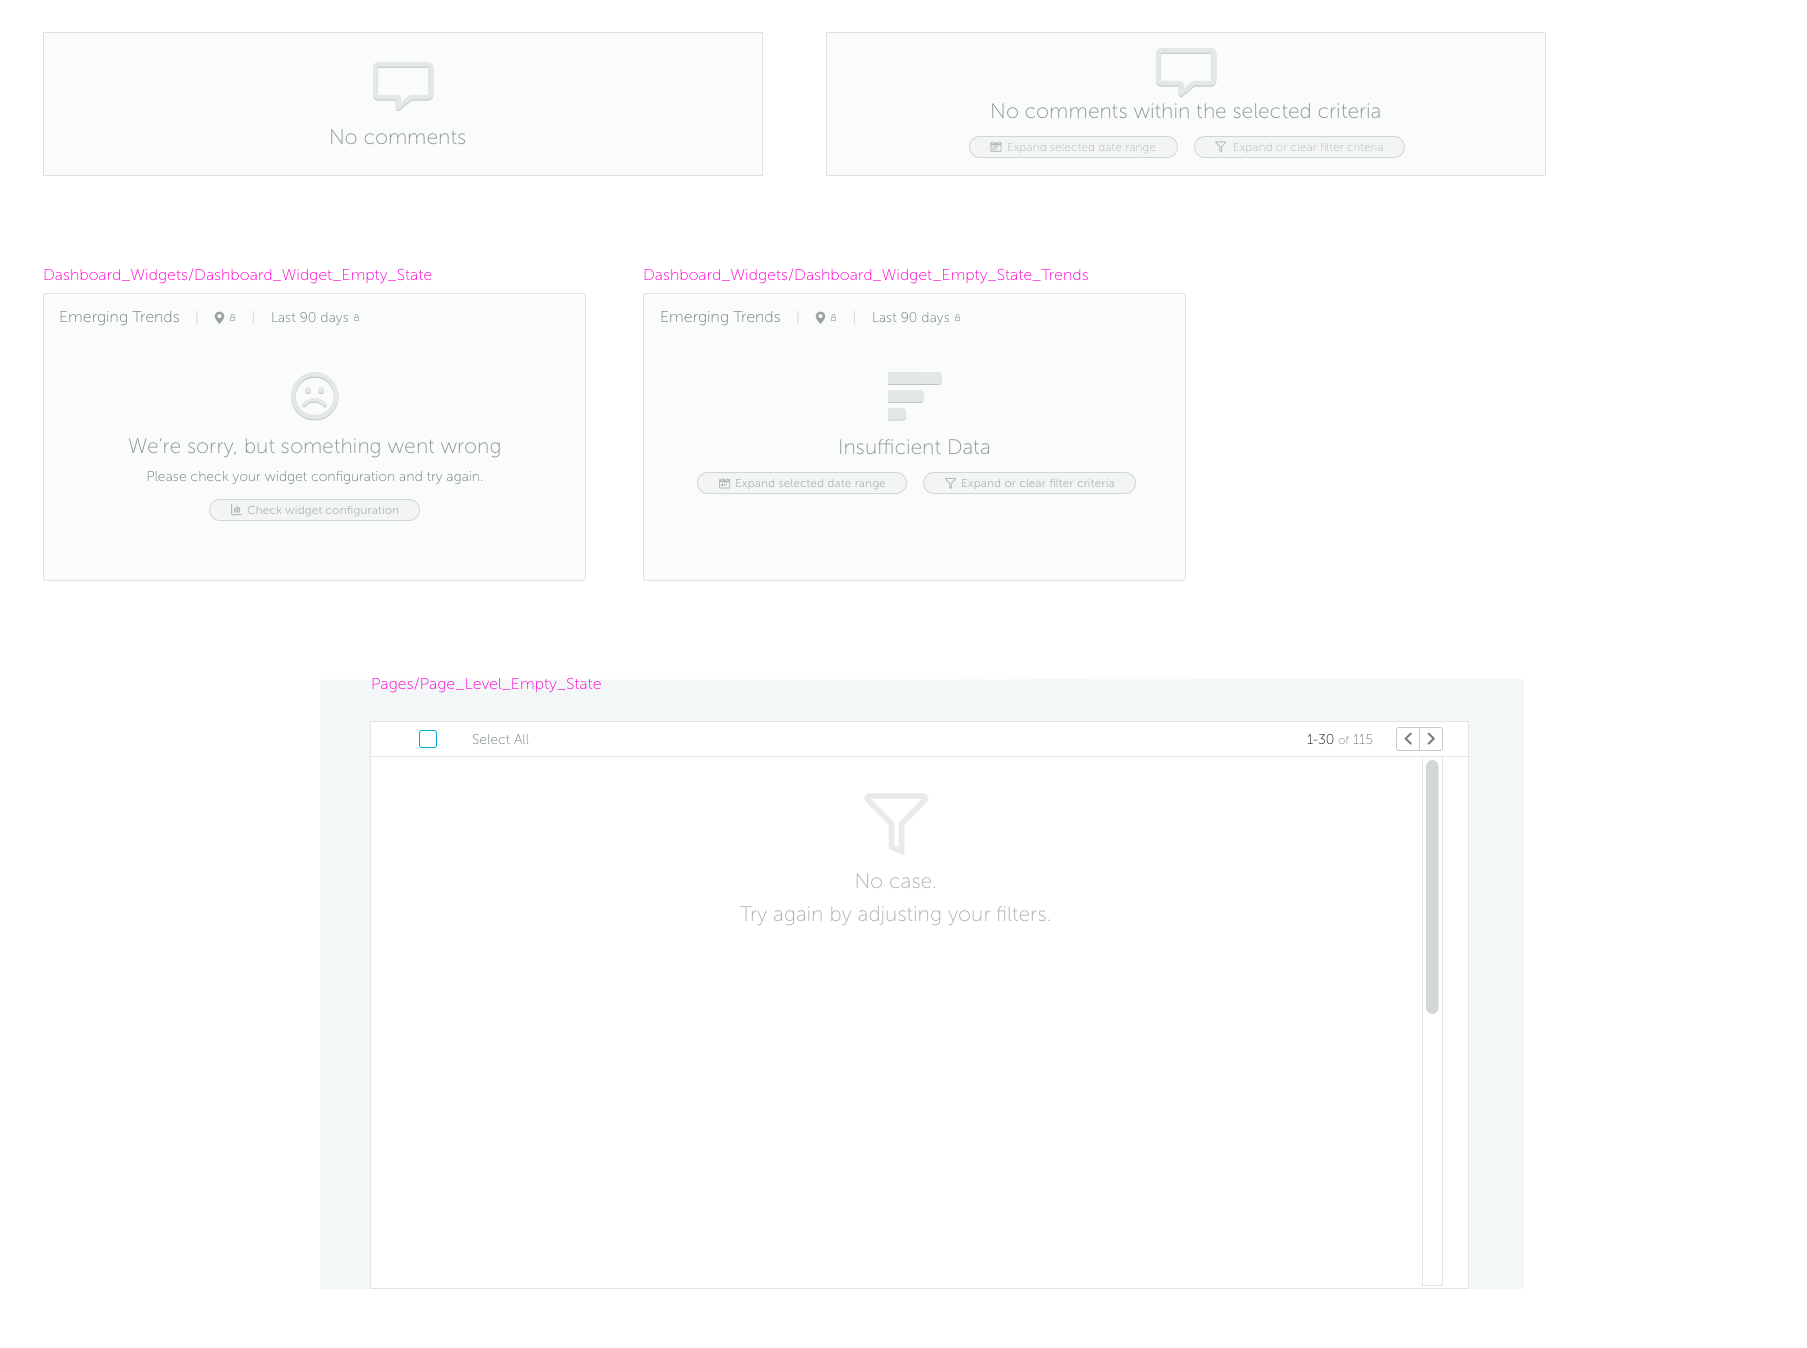 No comments
No comments within the selected criteria
Expand selected date range
Expand or clear filter criteria
Dashboard_Widgets/Dashboard_Widget_Empty_State
Emerging Trends | | Last 90 days
We're sorry, but something went wrong
Please check your widget configuration and try again.
Check widget configuration
Dashboard_Widgets/Dashboard_Widget_Empty_State_Trends
Emerging Trends | | Last 90 days
Insufficient Data
Expand selected date range
Expand or clear filter criteria
Pages/Page_Level_Empty_State
Select All
1-30 of 115
No case.
Try again by adjusting your filters.